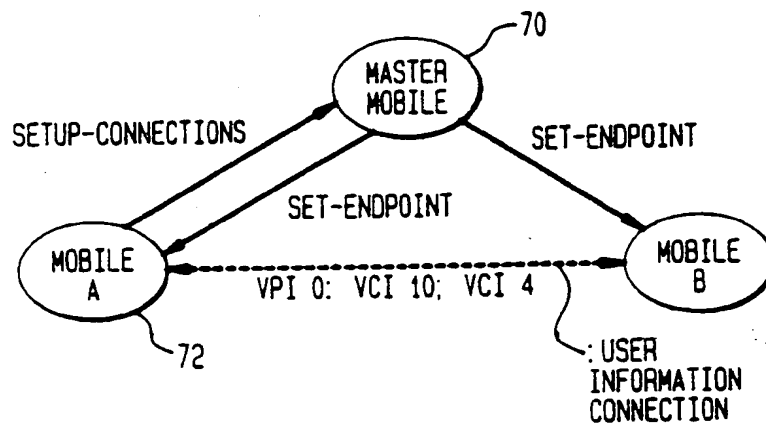 70
MASTER
MOBILE
SETUP-CONNECTIONS
SET-ENDPOINT
SET-ENDPOINT
MOBILE
A
MOBILE
B
VPI 0: VCI 10; VCI 4
72
: USER
INFORMATION
CONNECTION